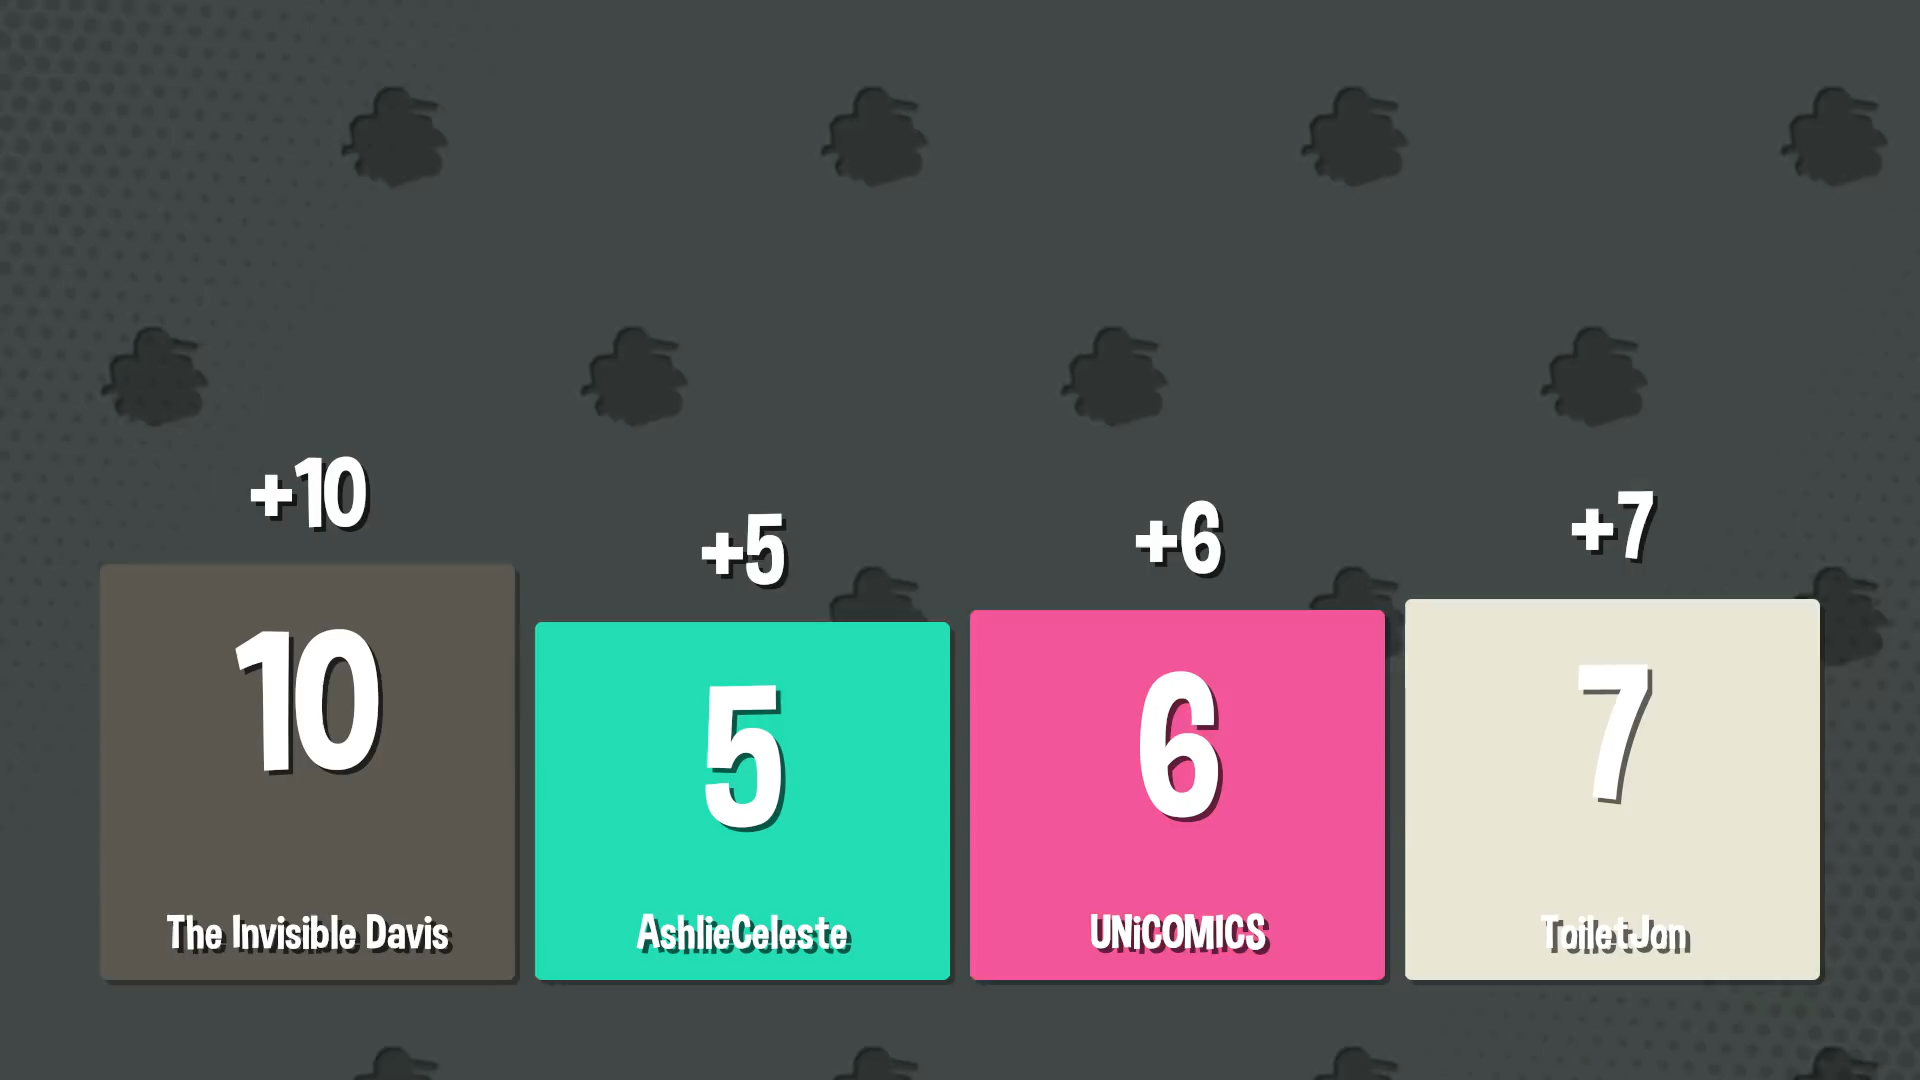 +10
+5
+6
+7
10
5
6
7
The Invisible Davis
AshlieCeleste
UNiCOMICS
ToiletJon